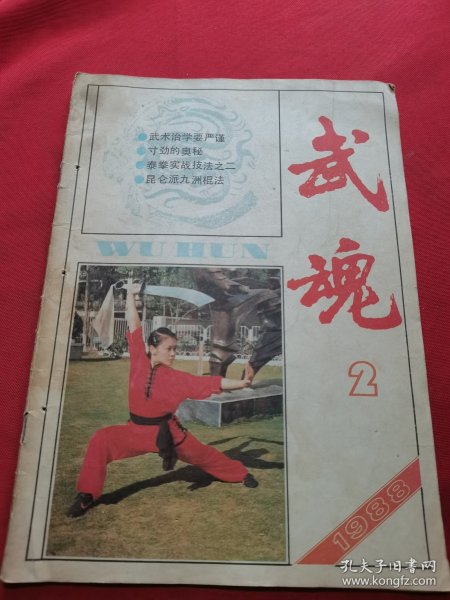 ●武术治学要严谨
●寸劲的奥秘
●泰拳实战技法之二
●昆仑派九洲棍法
WU HUN
武魂
2
1988
孔夫子旧书网
www.kongfz.com